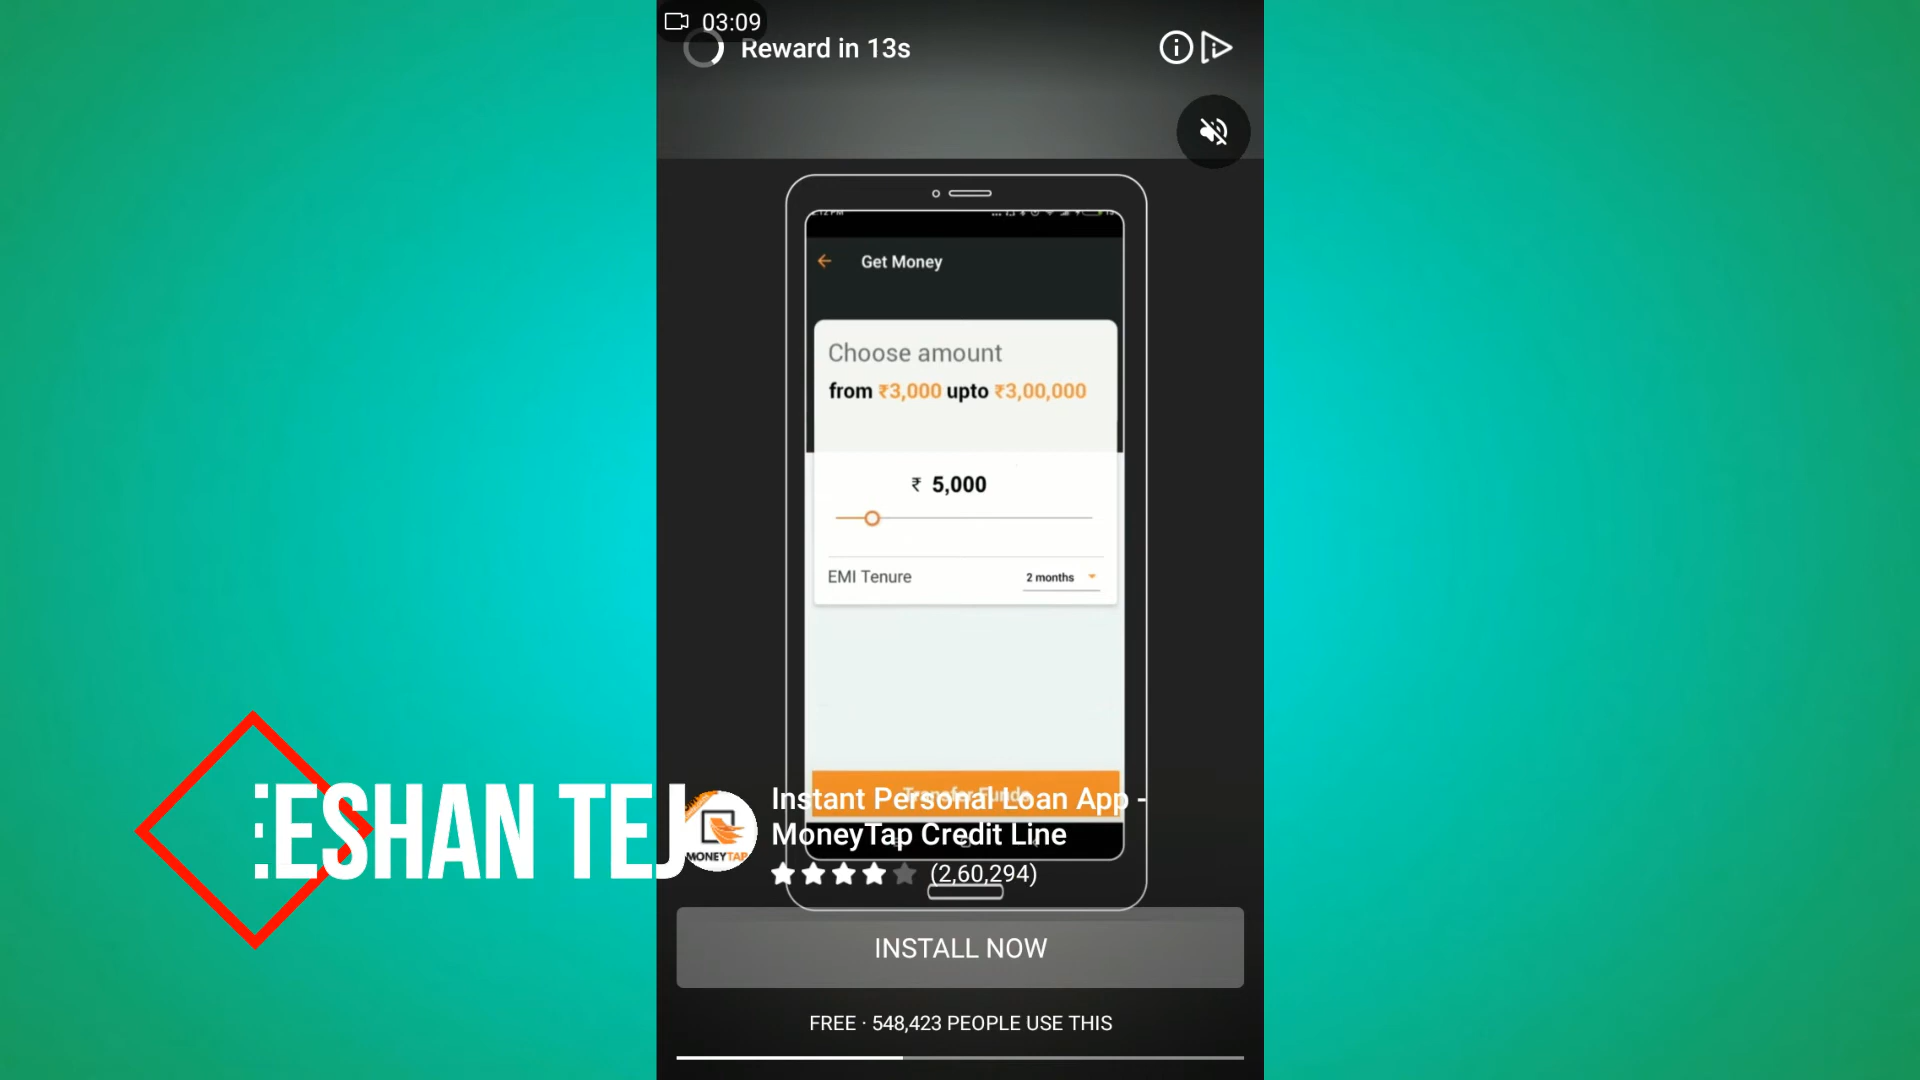 03:09
Reward in 13s
Get Money
Choose amount
from ₹3,000 upto ₹3,00,000
₹ 5,000
EMI Tenure
2 months
Transfer Funds
ESHAN TEJ
MONEYTAP
Instant Personal Loan App -
MoneyTap Credit Line
(2,60,294)
INSTALL NOW
FREE · 548,423 PEOPLE USE THIS